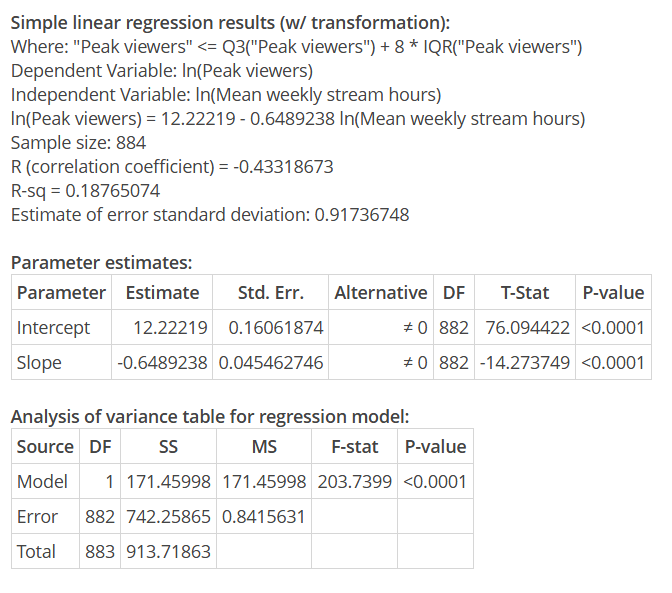 Simple linear regression results (w/ transformation):
Where: "Peak viewers" <= Q3("Peak viewers") + 8 * IQR("Peak viewers")
Dependent Variable: ln(Peak viewers)
Independent Variable: ln(Mean weekly stream hours)
ln(Peak viewers) = 12.22219 - 0.6489238 ln(Mean weekly stream hours)
Sample size: 884
R (correlation coefficient) = -0.43318673
R-sq = 0.18765074
Estimate of error standard deviation: 0.91736748
Parameter estimates:
Parameter Estimate Std. Err. Alternative DF T-Stat P-value
Intercept 12.22219 0.16061874 ≠ 0 882 76.094422 <0.0001
Slope -0.6489238 0.045462746 ≠ 0 882 -14.273749 <0.0001
Analysis of variance table for regression model:
Source DF SS MS F-stat P-value
Model 1 171.45998 171.45998 203.7399 <0.0001
Error 882 742.25865 0.8415631
Total 883 913.71863